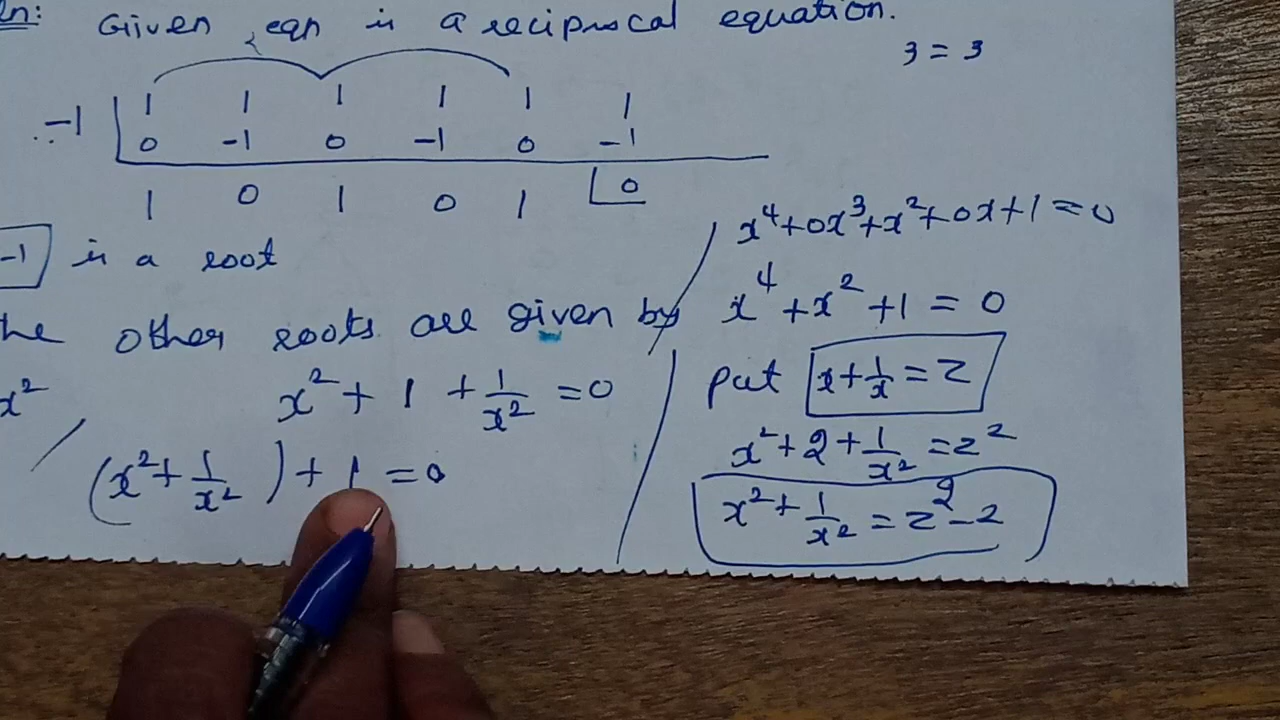 ln: Given eqn is a reciprocal equation.
3 = 3
-1 | 1 1 1 1 1 1
0 -1 0 -1 0 -1
1 0 1 0 1 | 0
x⁴+0x³+x²+0x+1=0
-1 is a root
he other roots are given by x⁴+x²+1=0
x² x²+1+1/x²=0
put x+1/x=z
(x²+1/x²)+1=0
x²+2+1/x²=z²
x²+1/x²=z²-2